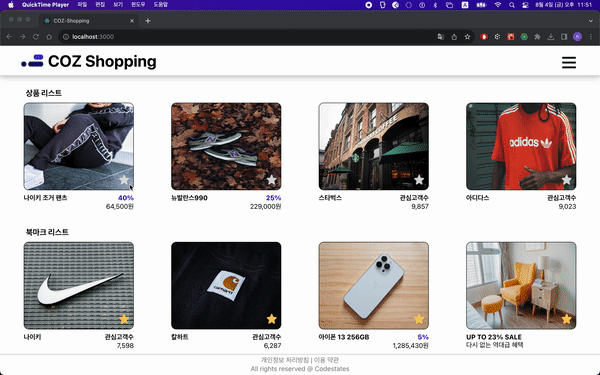 QuickTime Player 파일 편집 보기 윈도우 도움말
8월 4일 (금) 오후 11:51
COZ-Shopping
localhost:3000
COZ Shopping
상품 리스트
나이키 조거 팬츠 40%
64,500원
뉴발란스990 25%
229,000원
스타벅스 관심고객수
9,857
아디다스 관심고객수
9,023
COFFEE
adidas
북마크 리스트
나이키 관심고객수
7,598
칼하트 관심고객수
6,287
아이폰 13 256GB 5%
1,285,430원
UP TO 23% SALE
다시 없는 역대급 혜택
carhartt
개인정보 처리방침 | 이용 약관
All rights reserved @ Codestates